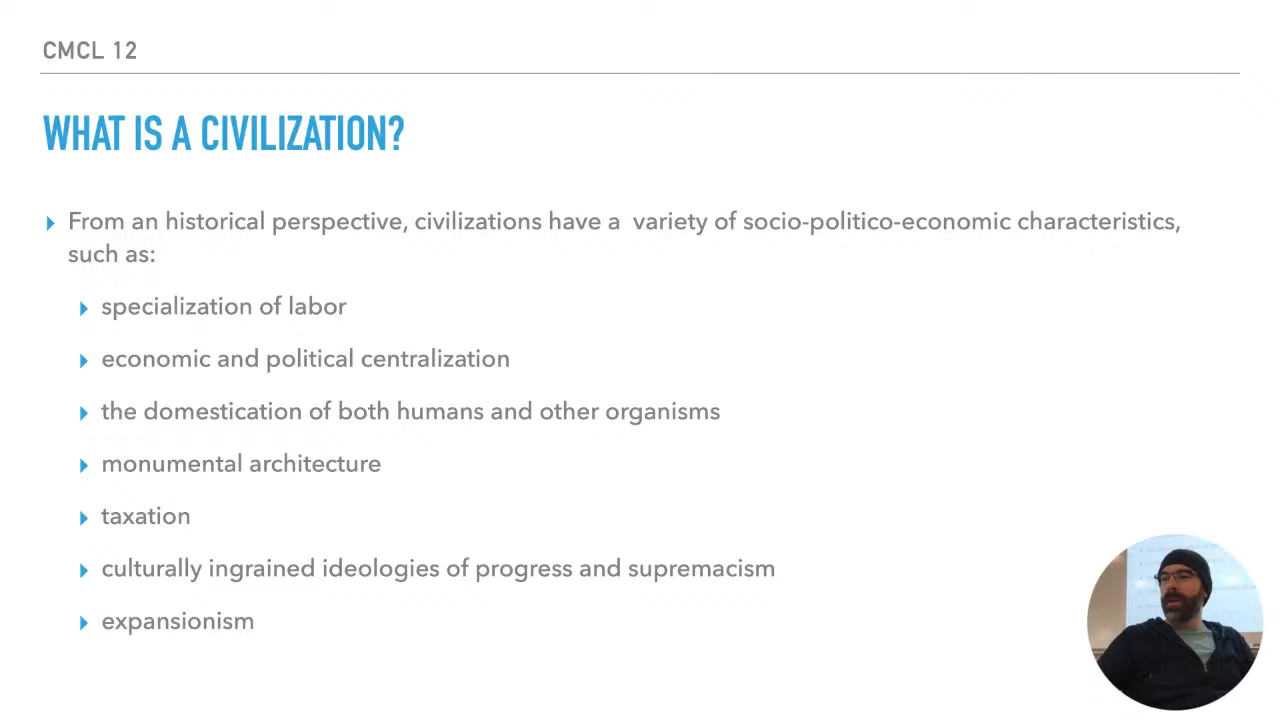 CMCL 12
WHAT IS A CIVILIZATION?
From an historical perspective, civilizations have a  variety of socio-politico-economic characteristics,
such as:
specialization of labor
economic and political centralization
the domestication of both humans and other organisms
monumental architecture
taxation
culturally ingrained ideologies of progress and supremacism
expansionism